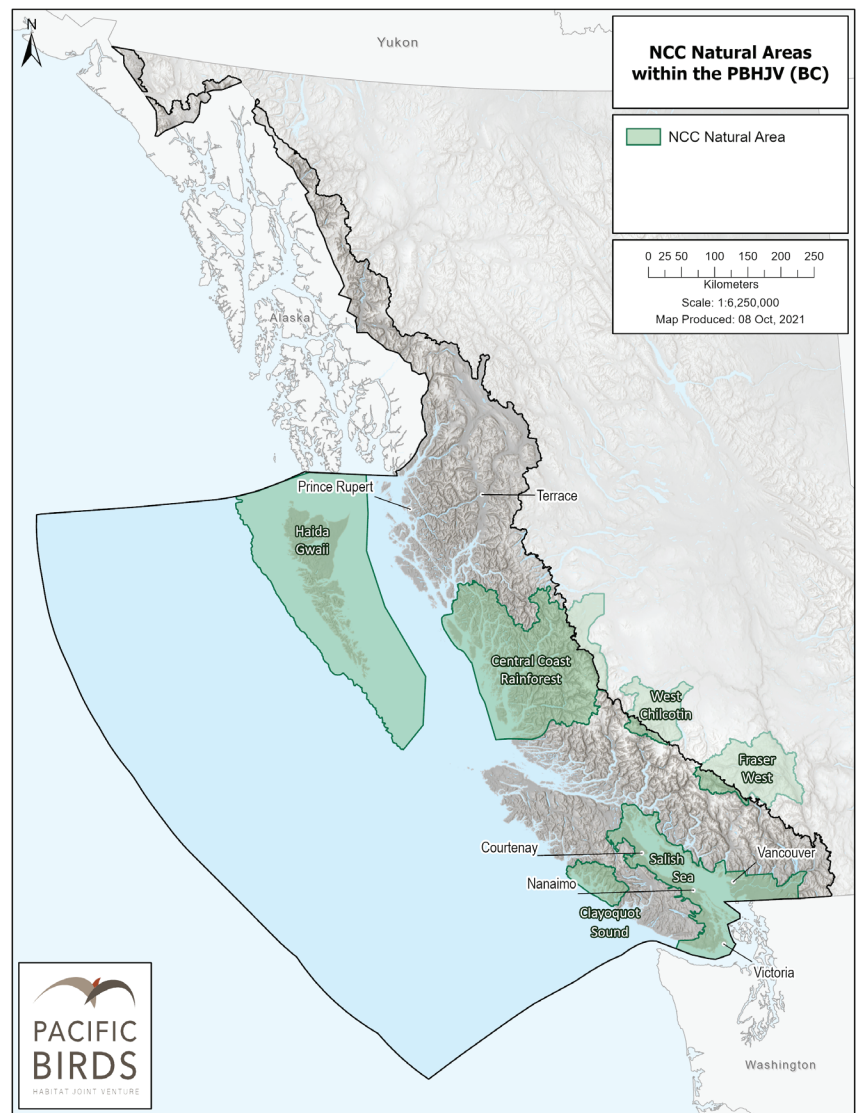 N
Yukon
NCC Natural Areas
within the PBHJV (BC)
NCC Natural Area
0 25 50 100 150 200 250
Kilometers
Scale: 1:6,250,000
Map Produced: 08 Oct, 2021
Alaska
Prince Rupert
Terrace
Haida
Gwaii
Central Coast
Rainforest
West
Chilcotin
Fraser
West
Courtenay
Salish
Sea
Vancouver
Nanaimo
Clayoquot
Sound
Victoria
Washington
PACIFIC
BIRDS
HABITAT JOINT VENTURE